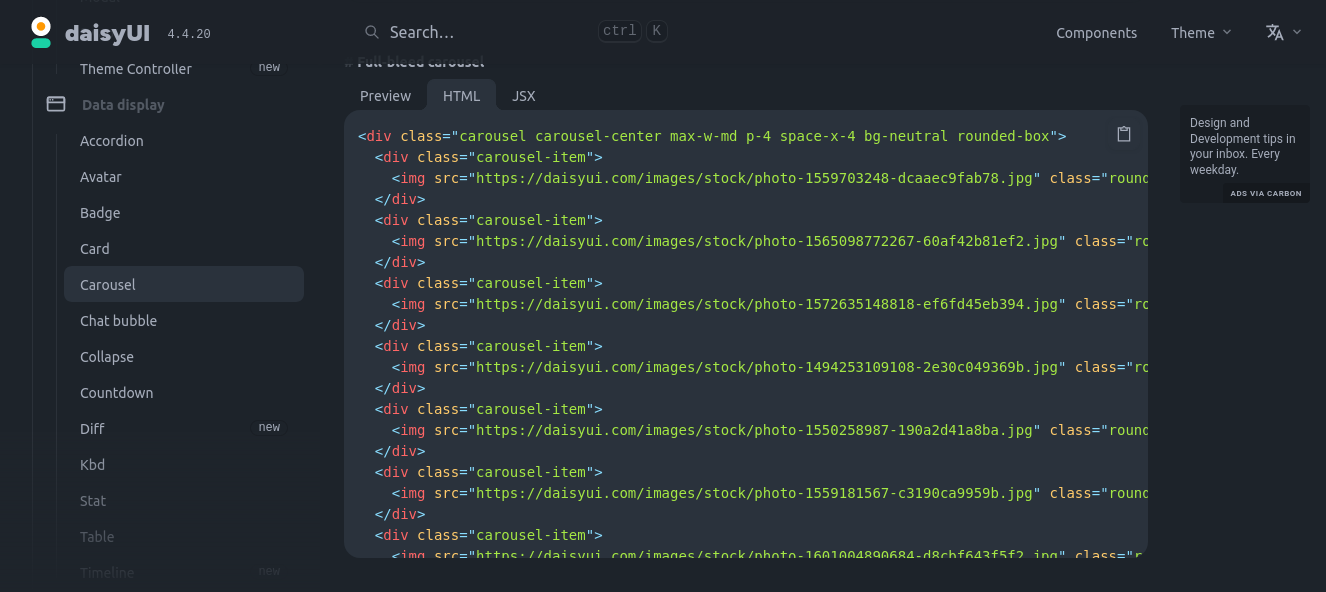 daisyUI 4.4.20
Search…
ctrl K
Components
Theme
Theme Controller new
Data display
Accordion
Avatar
Badge
Card
Carousel
Chat bubble
Collapse
Countdown
Diff new
Kbd
Stat
Table
Timeline new
# Full-bleed carousel
Preview HTML JSX
<div class="carousel carousel-center max-w-md p-4 space-x-4 bg-neutral rounded-box">
<div class="carousel-item">
<img src="https://daisyui.com/images/stock/photo-1559703248-dcaaec9fab78.jpg" class="round
</div>
<div class="carousel-item">
<img src="https://daisyui.com/images/stock/photo-1565098772267-60af42b81ef2.jpg" class="ro
</div>
<div class="carousel-item">
<img src="https://daisyui.com/images/stock/photo-1572635148818-ef6fd45eb394.jpg" class="ro
</div>
<div class="carousel-item">
<img src="https://daisyui.com/images/stock/photo-1494253109108-2e30c049369b.jpg" class="ro
</div>
<div class="carousel-item">
<img src="https://daisyui.com/images/stock/photo-1550258987-190a2d41a8ba.jpg" class="round
</div>
<div class="carousel-item">
<img src="https://daisyui.com/images/stock/photo-1559181567-c3190ca9959b.jpg" class="round
</div>
<div class="carousel-item">
<img src="https://daisyui.com/images/stock/photo-1601004890684-d8cbf643f5f2.jpg" class="r
Design and
Development tips in
your inbox. Every
weekday.
ADS VIA CARBON